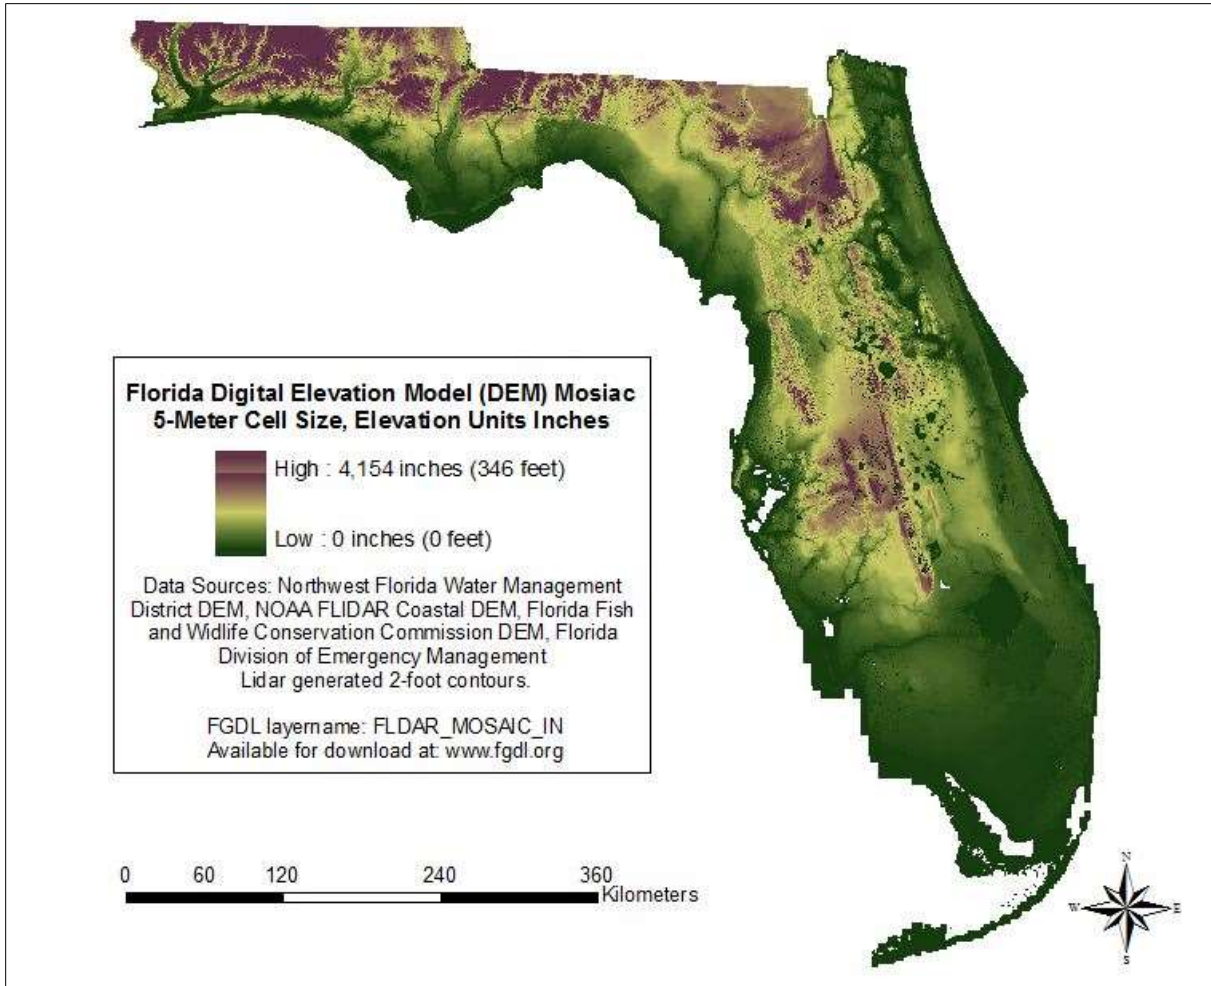 Florida Digital Elevation Model (DEM) Mosiac
5-Meter Cell Size, Elevation Units Inches
High : 4,154 inches (346 feet)
Low : 0 inches (0 feet)
Data Sources: Northwest Florida Water Management
District DEM, NOAA FLIDAR Coastal DEM, Florida Fish
and Widlife Conservation Commission DEM, Florida
Division of Emergency Management
Lidar generated 2-foot contours.
FGDL layername: FLDAR_MOSAIC_IN
Available for download at: www.fgdl.org
0 60 120 240 360
Kilometers
N
W E
S